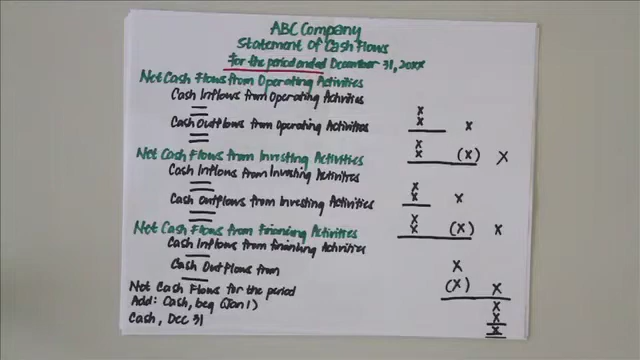 ABC Company
Statement of Cash Flows
For the period ended December 31, 20xx
Net Cash Flows from Operating Activities
Cash Inflows from Operating Activities
x
x
Cash Outflows from Operating Activities x
x
x (x) x
Net Cash Flows from Investing Activities
Cash Inflows from Investing Activities
x
x x
Cash Outflows from Investing Activities
x
x (x) x
Net Cash Flows from Financing Activities
Cash Inflows from Financing Activities
Cash Outflows from x
(x) x
Net Cash Flows for the period x
Add: Cash, beg (Jan 1) x
Cash, Dec 31 x